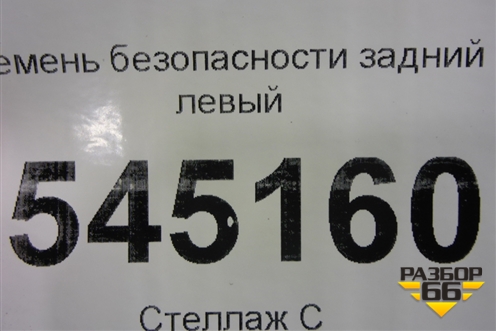 емень безопасности задний
левый
545160
РАЗБОР
66
Стеллаж С